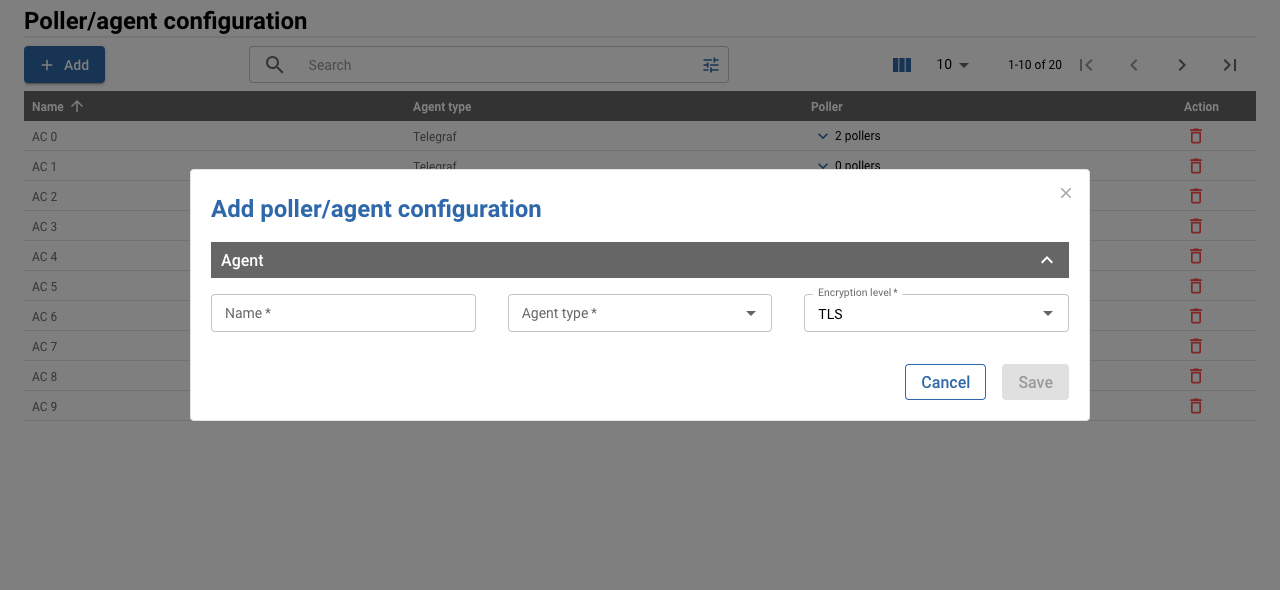 Poller/agent configuration
Add
Search
10
1-10 of 20
Name Agent type Poller Action
AC 0 Telegraf 2 pollers
AC 1 Telegraf 0 pollers
AC 2
AC 3
AC 4
AC 5
AC 6
AC 7
AC 8
AC 9
Add poller/agent configuration
Agent
Name *
Agent type *
Encryption level *
TLS
Cancel
Save